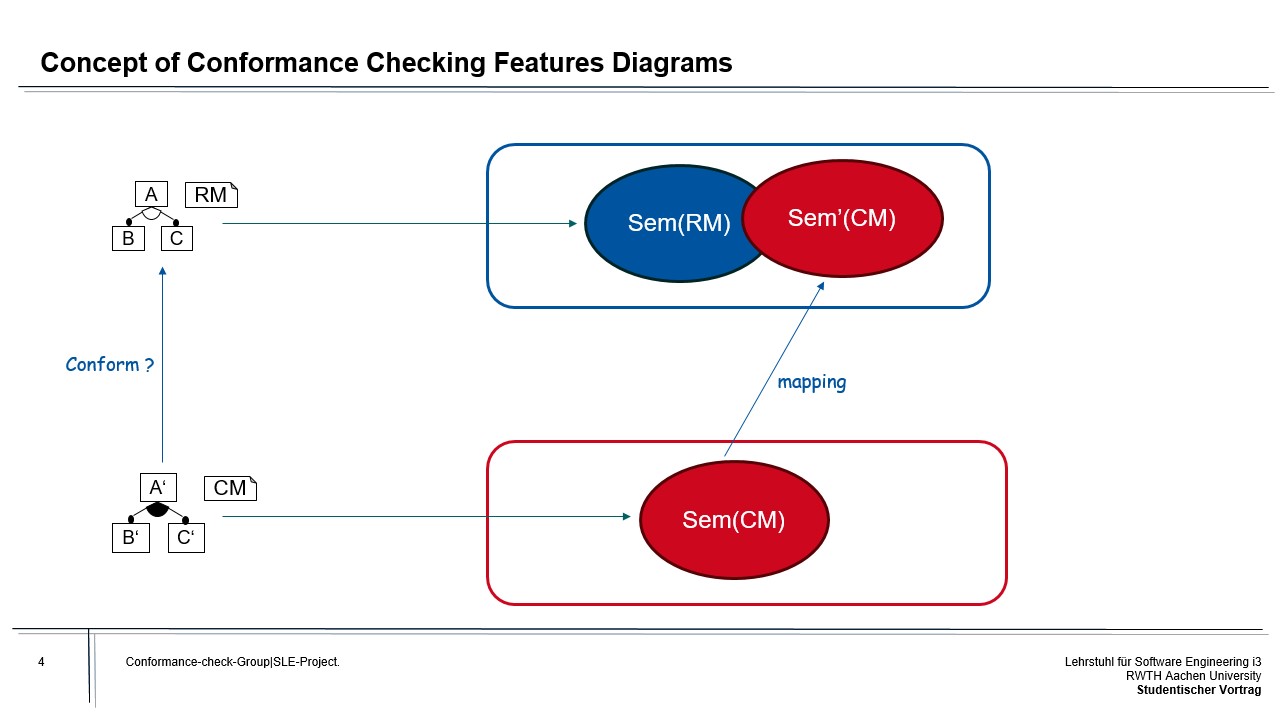 Concept of Conformance Checking Features Diagrams
A
RM
B
C
Sem(RM)
Sem’(CM)
Conform ?
mapping
A‘
CM
B‘
C‘
Sem(CM)
4
Conformance-check-Group|SLE-Project.
Lehrstuhl für Software Engineering i3
RWTH Aachen University
Studentischer Vortrag